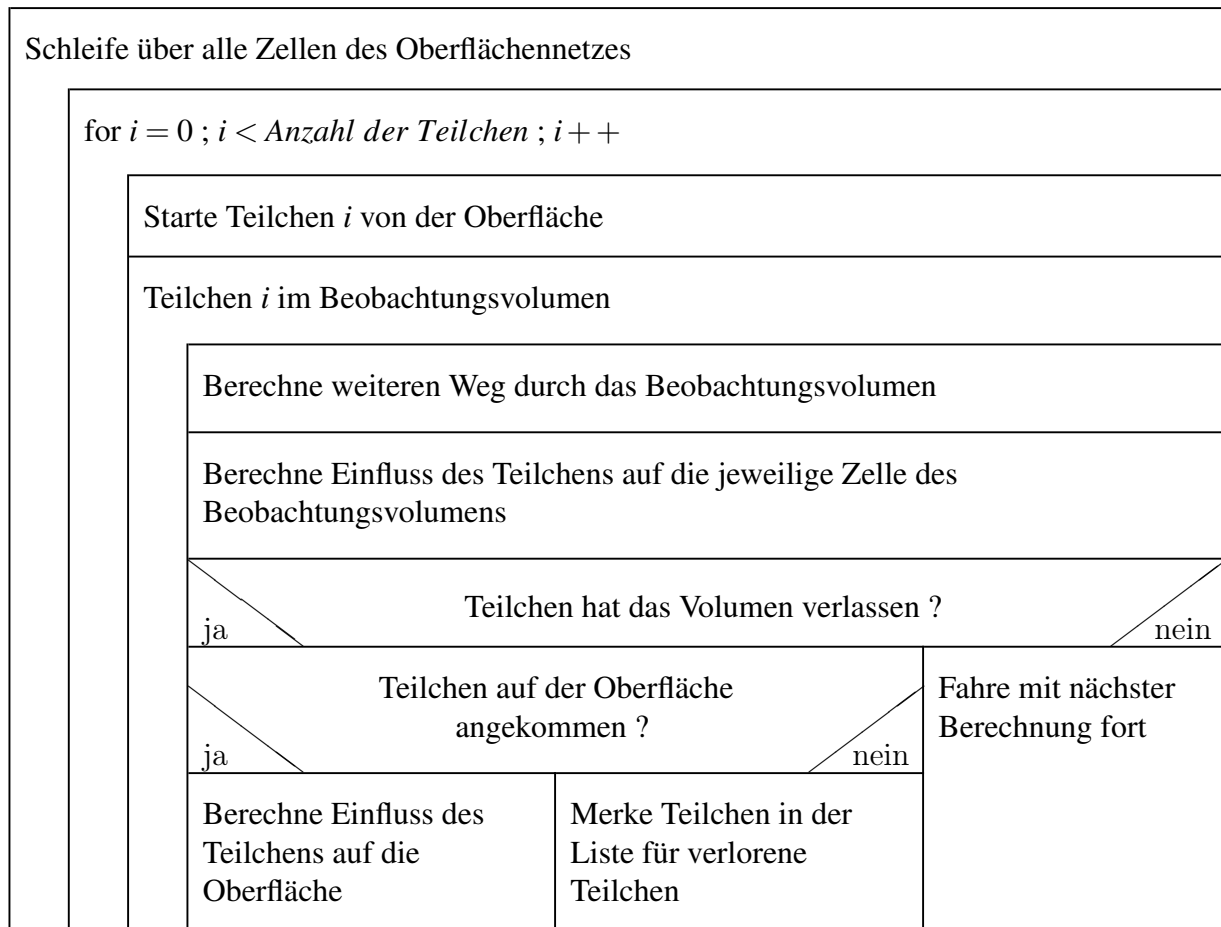 Schleife über alle Zellen des Oberflächennetzes
for i = 0 ; i < Anzahl der Teilchen ; i + +
Starte Teilchen i von der Oberfläche
Teilchen i im Beobachtungsvolumen
Berechne weiteren Weg durch das Beobachtungsvolumen
Berechne Einfluss des Teilchens auf die jeweilige Zelle des
Beobachtungsvolumens
Teilchen hat das Volumen verlassen ?
ja
nein
Teilchen auf der Oberfläche
angekommen ?
ja
nein
Fahre mit nächster
Berechnung fort
Berechne Einfluss des
Teilchens auf die
Oberfläche
Merke Teilchen in der
Liste für verlorene
Teilchen